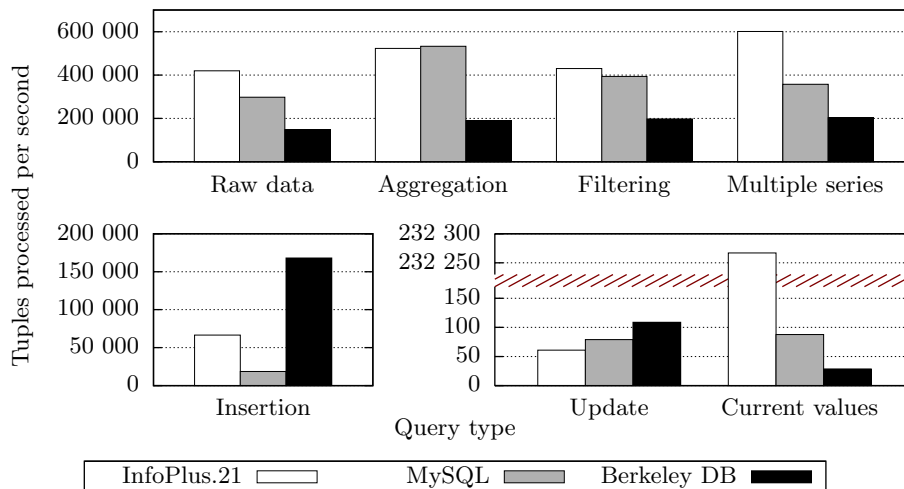 Tuples processed per second
600 000
400 000
200 000
0
Raw data Aggregation Filtering Multiple series
200 000
150 000
100 000
50 000
0
Insertion
232 300
232 250
150
100
50
0
Update Current values
Query type
InfoPlus.21 MySQL Berkeley DB